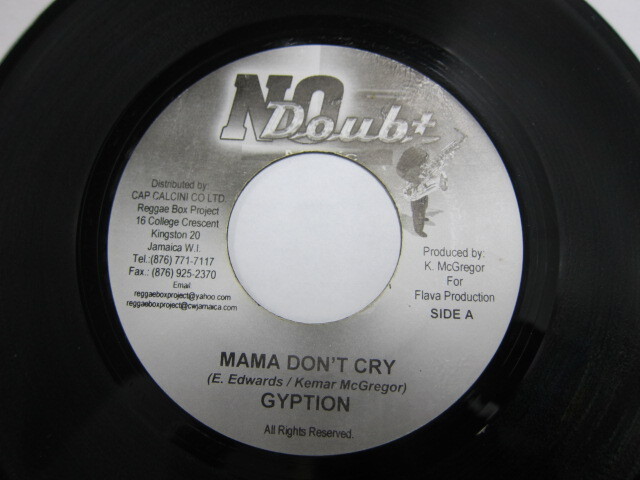 NO
Doubt
Distributed by:
CAP CALCINI CO LTD.
Reggae Box Project
16 College Crescent
Kingston 20
Jamaica W.I.
Tel.:(876) 771-7117
Fax.: (876) 925-2370
Email
reggaeboxproject@yahoo.com
reggaeboxproject@cwjamaica.com
Produced by:
K. McGregor
For
Flava Production
SIDE A
MAMA DON'T CRY
(E. Edwards / Kemar McGregor)
GYPTION
All Rights Reserved.